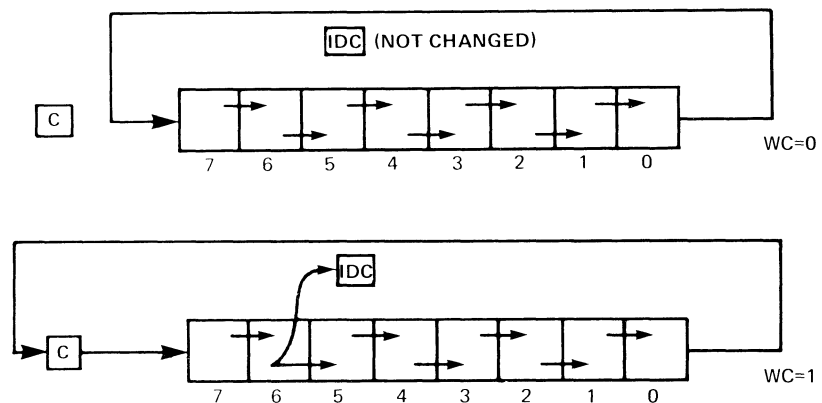 IDC (NOT CHANGED)
C
WC=0
7 6 5 4 3 2 1 0
IDC
C
WC=1
7 6 5 4 3 2 1 0